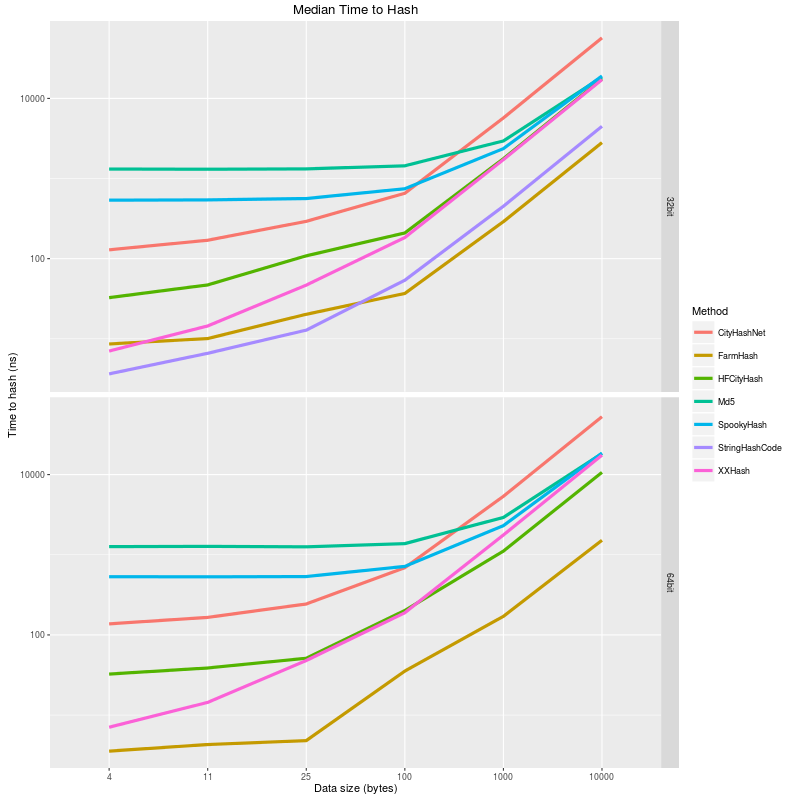 Median Time to Hash
Time to hash (ns)
10000
100
32bit
10000
100
64bit
4 11 25 100 1000 10000
Data size (bytes)
Method
CityHashNet
FarmHash
HFCityHash
Md5
SpookyHash
StringHashCode
XXHash